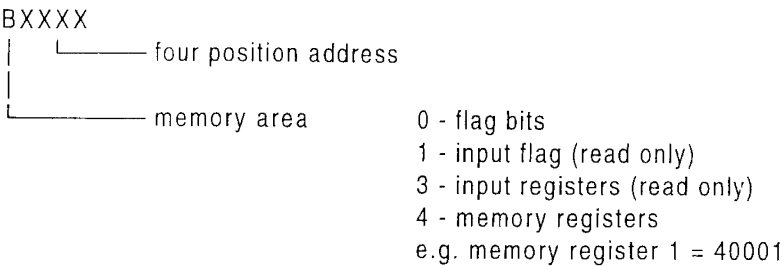 BXXXX
four position address
memory area
0 - flag bits
1 - input flag (read only)
3 - input registers (read only)
4 - memory registers
e.g. memory register 1 = 40001